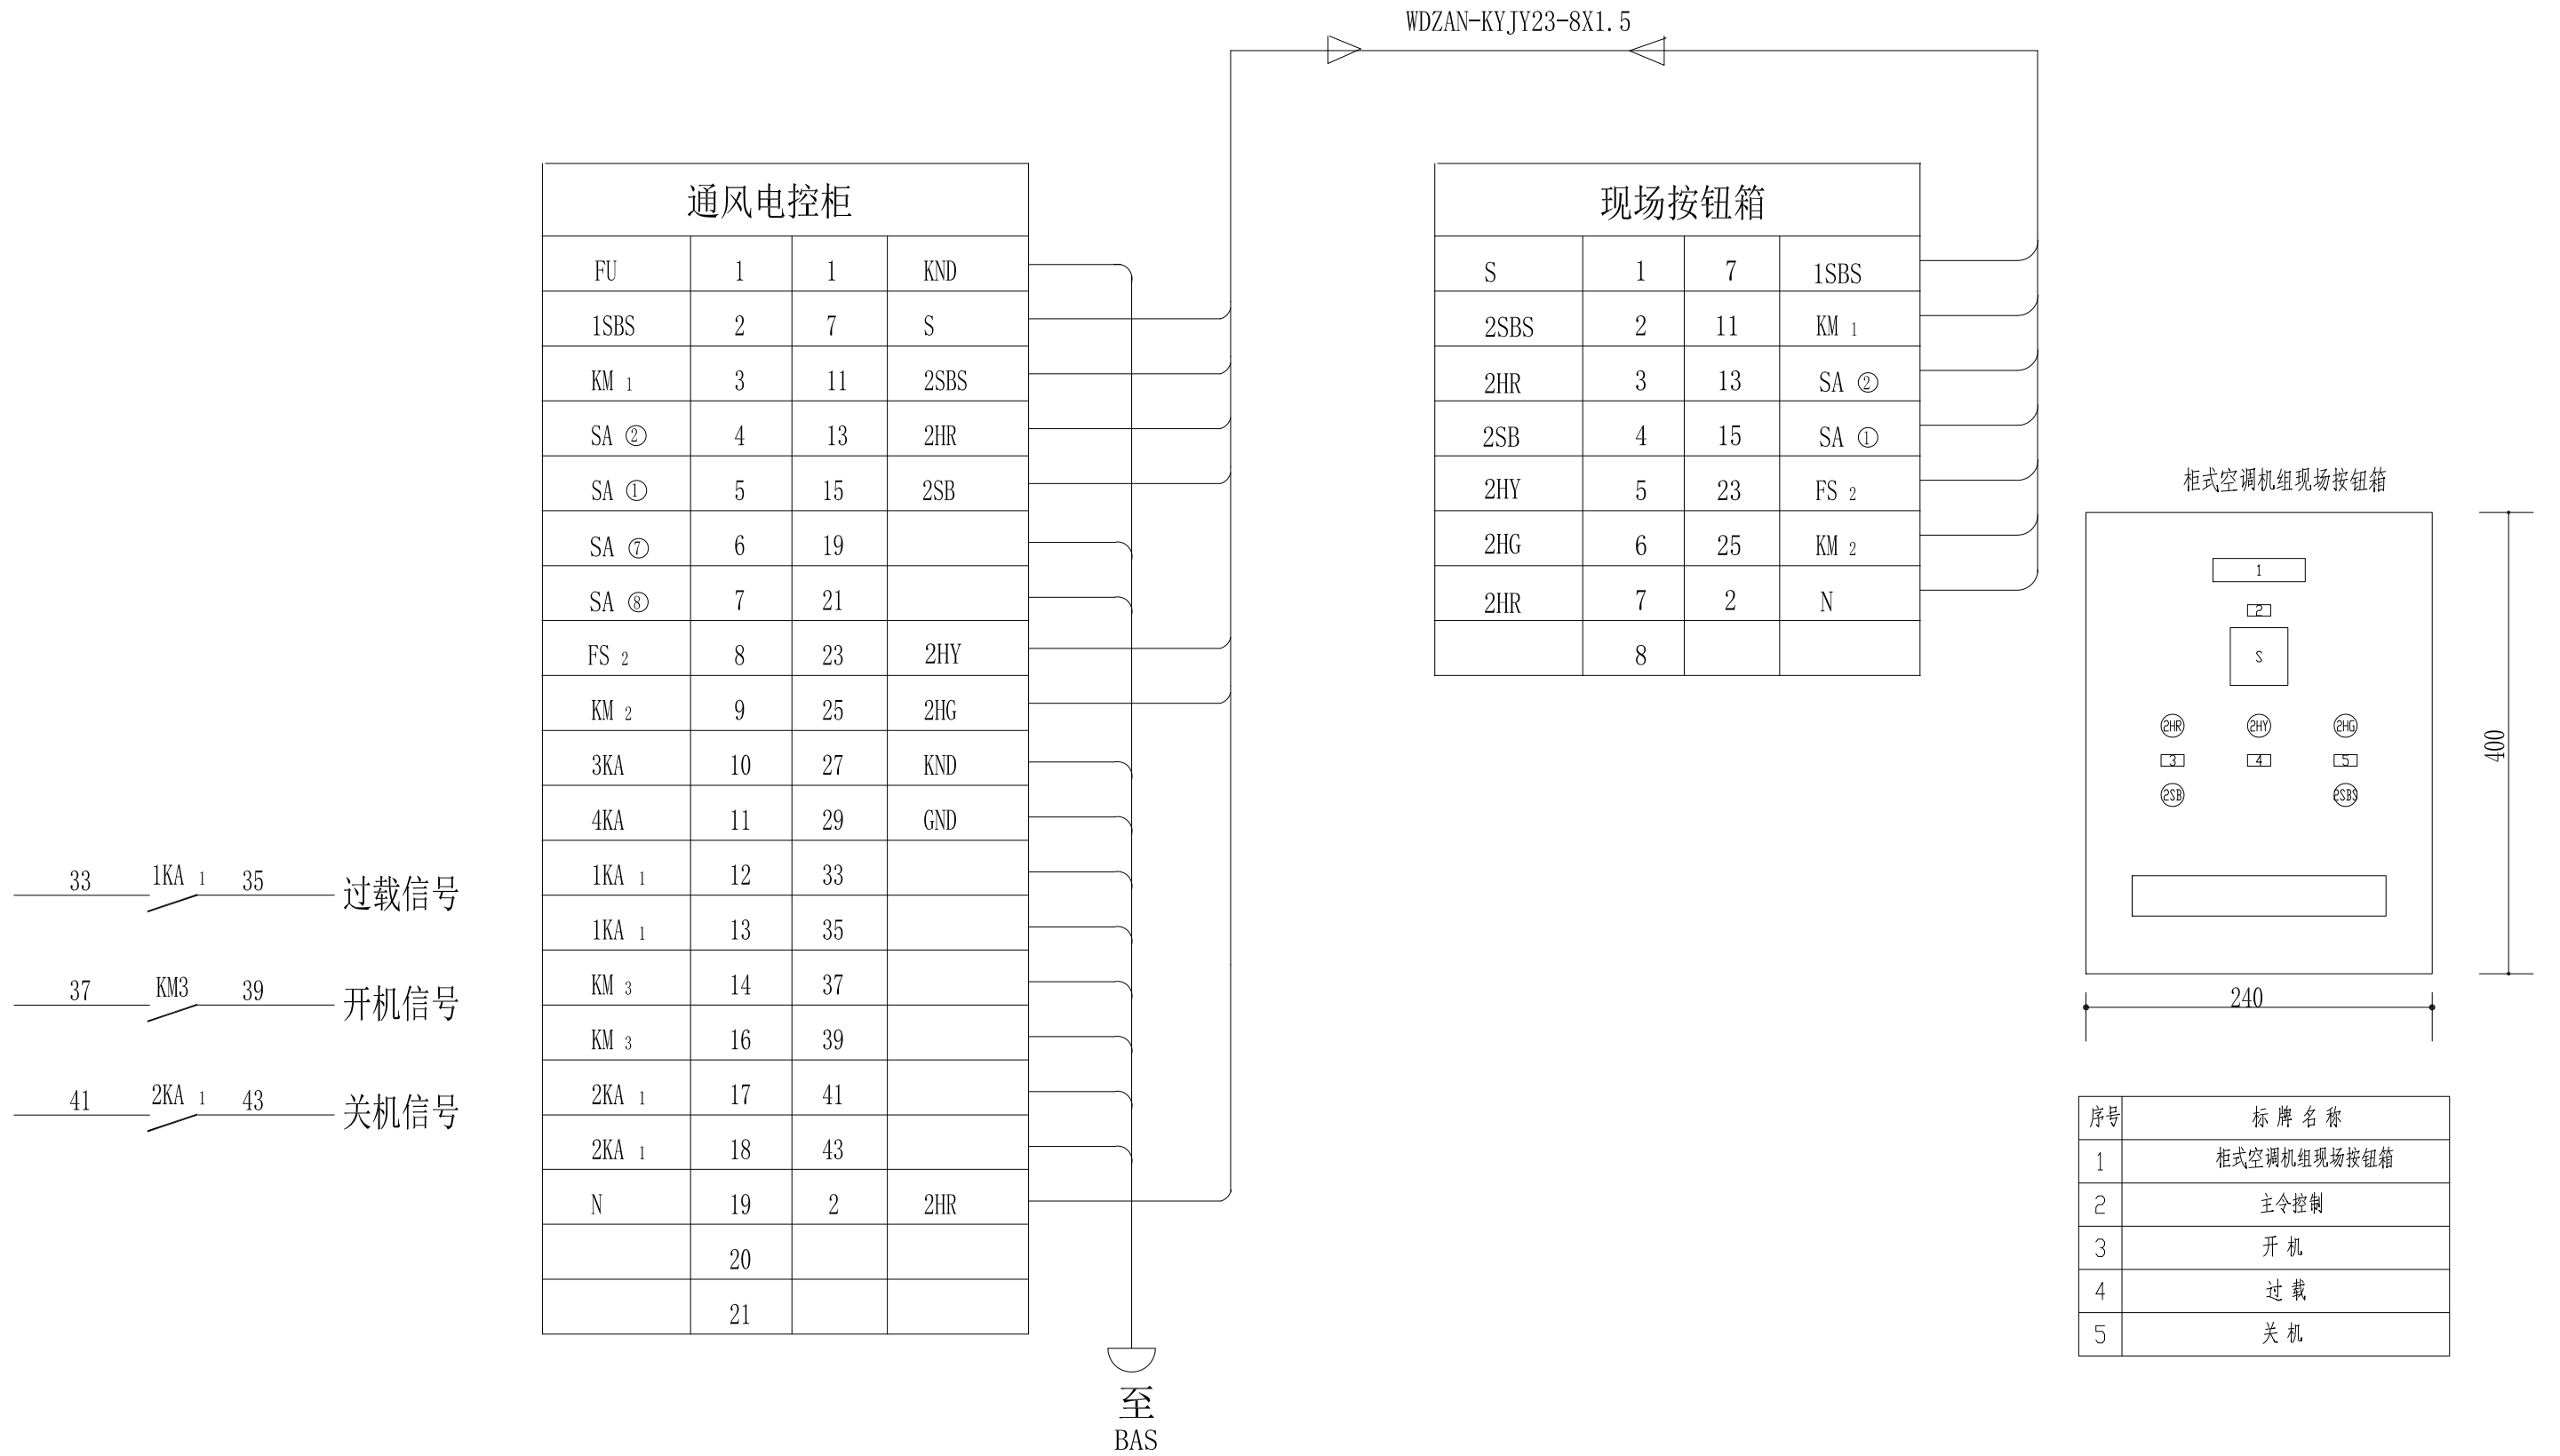 WDZAN-KYJY23-8X1.5
通风电控柜
FU 1 1 KND
1SBS 2 7 S
KM 1 3 11 2SBS
SA ② 4 13 2HR
SA ① 5 15 2SB
SA ⑦ 6 19
SA ⑧ 7 21
FS 2 8 23 2HY
KM 2 9 25 2HG
3KA 10 27 KND
4KA 11 29 GND
1KA 1 12 33
1KA 1 13 35
KM 3 14 37
KM 3 16 39
2KA 1 17 41
2KA 1 18 43
N 19 2 2HR
20
21
至
BAS
33 1KA 1 35 过载信号
37 KM3 39 开机信号
41 2KA 1 43 关机信号
现场按钮箱
S 1 7 1SBS
2SBS 2 11 KM 1
2HR 3 13 SA ②
2SB 4 15 SA ①
2HY 5 23 FS 2
2HG 6 25 KM 2
2HR 7 2 N
8
柜式空调机组现场按钮箱
1
2
S
2HR 2HY 2HG
3 4 5
2SB 2SBS
400
240
序号 标牌名称
1 柜式空调机组现场按钮箱
2 主令控制
3 开机
4 过载
5 关机